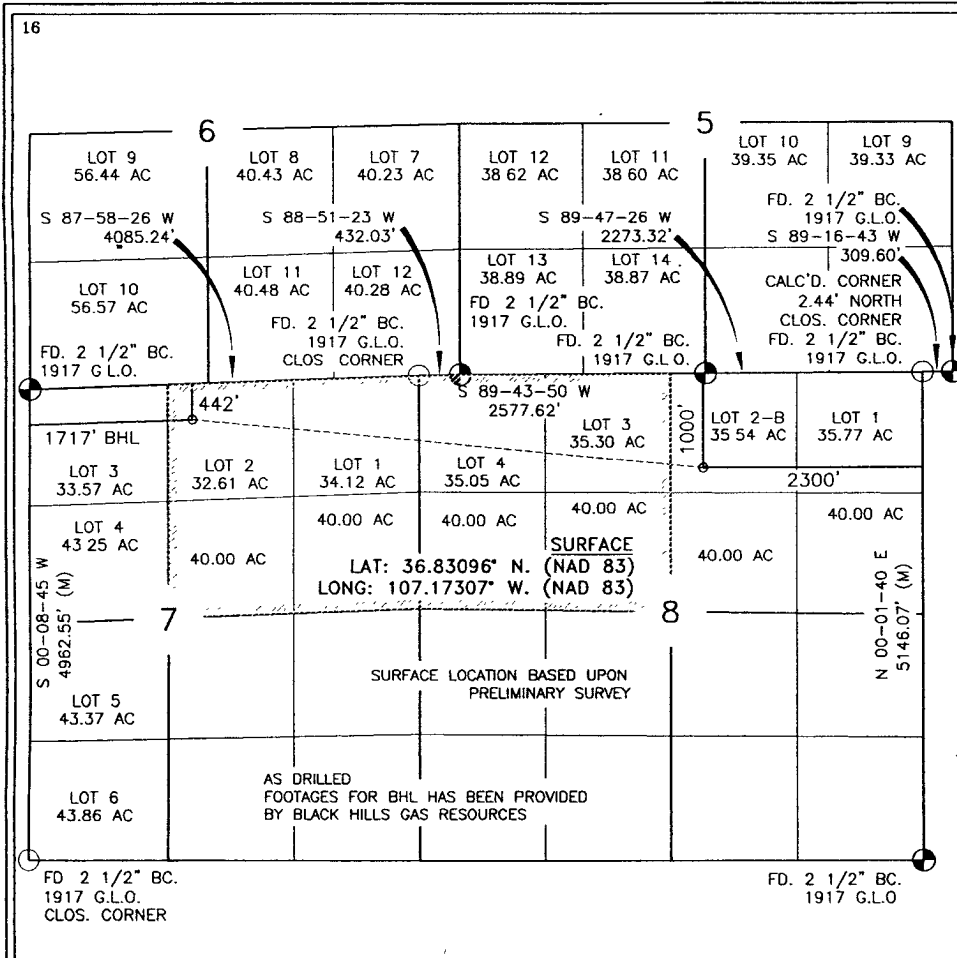 16
6
5
LOT 9
56.44 AC
LOT 8
40.43 AC
LOT 7
40.23 AC
LOT 12
38 62 AC
LOT 11
38 60 AC
LOT 10
39.35 AC
LOT 9
39.33 AC
S 87-58-26 W
4085.24'
S 88-51-23 W
432.03'
S 89-47-26 W
2273.32'
FD. 2 1/2" BC.
1917 G.L.O.
S 89-16-43 W
309.60'
LOT 10
56.57 AC
LOT 11
40.48 AC
LOT 12
40.28 AC
LOT 13
38.89 AC
LOT 14
38.87 AC
CALC'D. CORNER
2.44' NORTH
CLOS. CORNER
FD. 2 1/2" BC.
1917 G.L.O.
FD. 2 1/2" BC.
1917 G.L.O.
FD. 2 1/2" BC.
1917 G.L.O.
CLOS CORNER
FD 2 1/2" BC.
1917 G.L.O.
FD. 2 1/2" BC.
1917 G.L.O.
442'
S 89-43-50 W
2577.62'
1717' BHL
1000'
2300'
LOT 3
33.57 AC
LOT 2
32.61 AC
LOT 1
34.12 AC
LOT 4
35.05 AC
LOT 3
35.30 AC
LOT 2-B
35 54 AC
LOT 1
35.77 AC
LOT 4
43 25 AC
40.00 AC
40.00 AC
40.00 AC
40.00 AC
40.00 AC
40.00 AC
SURFACE
LAT: 36.83096° N. (NAD 83)
LONG: 107.17307° W. (NAD 83)
S 00-08-45 W
4962.55' (M)
7
8
N 00-01-40 E
5146.07' (M)
SURFACE LOCATION BASED UPON
PRELIMINARY SURVEY
LOT 5
43.37 AC
LOT 6
43.86 AC
AS DRILLED
FOOTAGES FOR BHL HAS BEEN PROVIDED
BY BLACK HILLS GAS RESOURCES
FD 2 1/2" BC.
1917 G.L.O.
CLOS. CORNER
FD. 2 1/2" BC.
1917 G.L.O